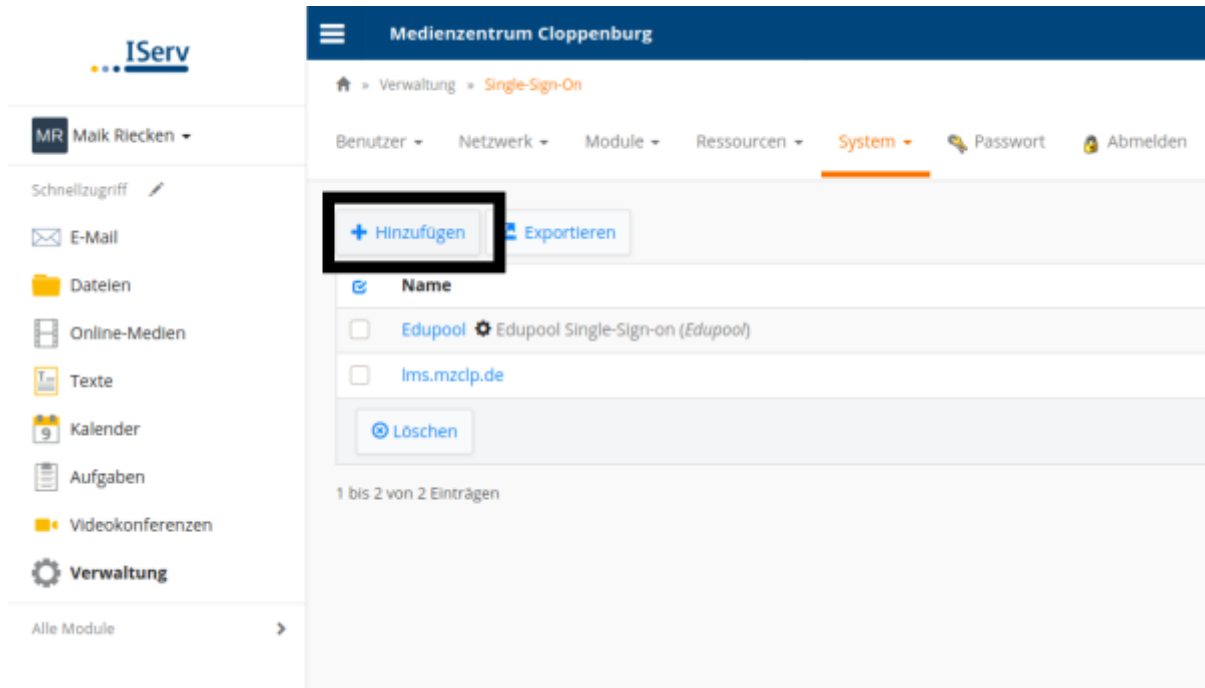 IServ
Medienzentrum Cloppenburg
» Verwaltung » Single-Sign-On
MR Maik Riecken
Benutzer Netzwerk Module Ressourcen System Passwort Abmelden
Schnellzugriff
E-Mail
Dateien
Online-Medien
Texte
9 Kalender
Aufgaben
Videokonferenzen
Verwaltung
Alle Module
+ Hinzufügen Exportieren
Name
Edupool Edupool Single-Sign-on (Edupool)
lms.mzclp.de
Löschen
1 bis 2 von 2 Einträgen